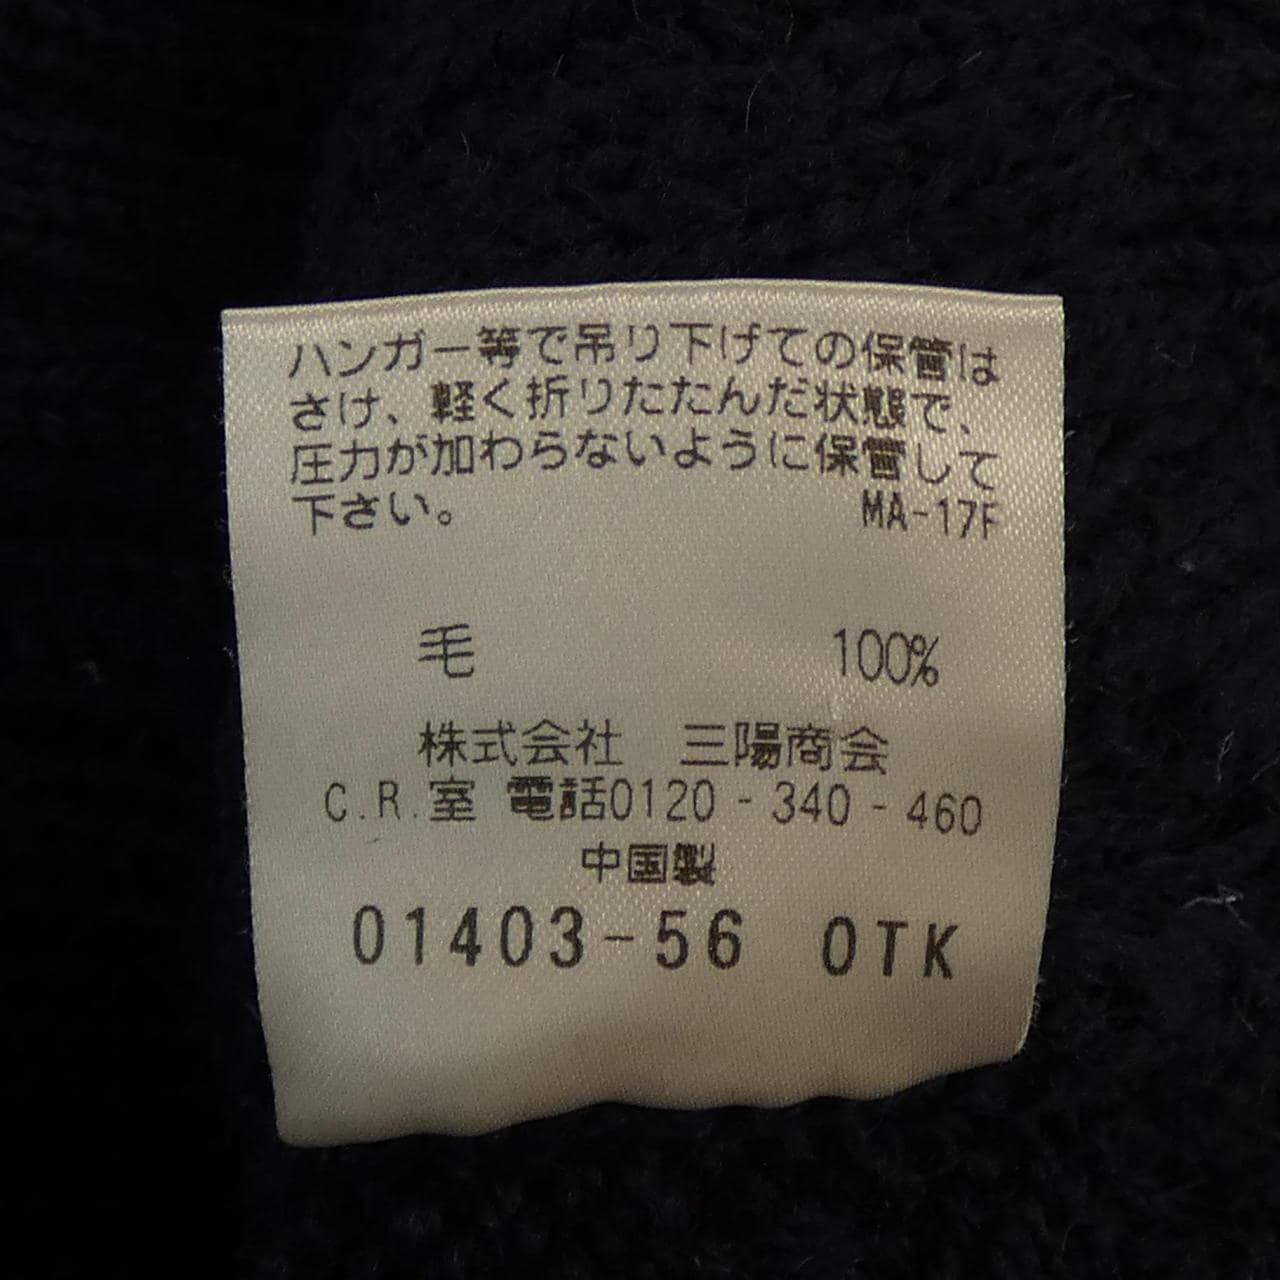 ハンガー等で吊り下げての保管は
さけ、軽く折りたたんだ状態で、
圧力が加わらないように保管して
下さい。 MA-17F
毛 100%
株式会社 三陽商会
C.R.室 電話0120-340-460
中国製
01403-56 OTK